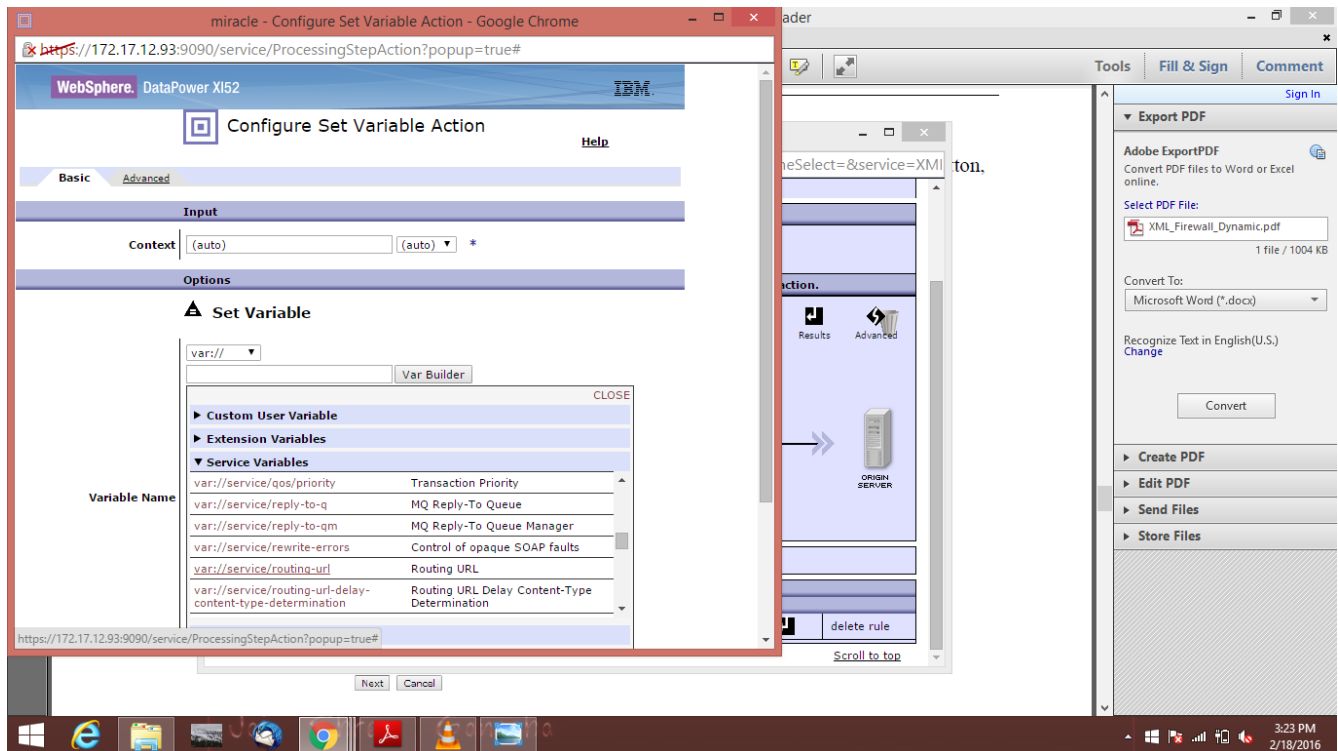 miracle - Configure Set Variable Action - Google Chrome
https://172.17.12.93:9090/service/ProcessingStepAction?popup=true#
WebSphere. DataPower XI52
IBM.
Configure Set Variable Action
Help
Basic
Advanced
Input
Context
(auto)
(auto)
*
Options
Set Variable
var://
Var Builder
CLOSE
Custom User Variable
Extension Variables
Service Variables
Variable Name
var://service/qos/priority
Transaction Priority
var://service/reply-to-q
MQ Reply-To Queue
var://service/reply-to-qm
MQ Reply-To Queue Manager
var://service/rewrite-errors
Control of opaque SOAP faults
var://service/routing-url
Routing URL
var://service/routing-url-delay-
content-type-determination
Routing URL Delay Content-Type
Determination
https://172.17.12.93:9090/service/ProcessingStepAction?popup=true#
ader
Tools
Fill & Sign
Comment
Sign In
neSelect=&service=XMl
tton,
action.
Results
Advanced
ORIGIN
SERVER
delete rule
Scroll to top
Next
Cancel
Export PDF
Adobe ExportPDF
Convert PDF files to Word or Excel
online.
Select PDF File:
XML_Firewall_Dynamic.pdf
1 file / 1004 KB
Convert To:
Microsoft Word (*.docx)
Recognize Text in English(U.S.)
Change
Convert
Create PDF
Edit PDF
Send Files
Store Files
3:23 PM
2/18/2016